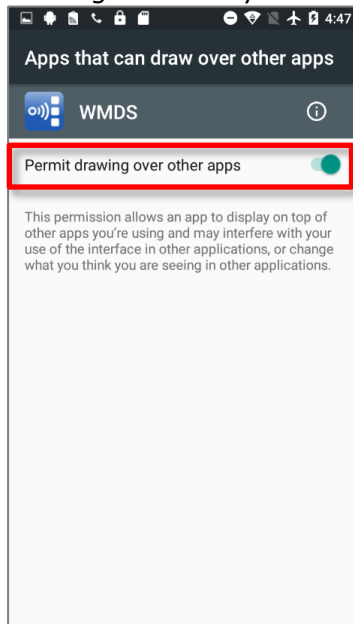 4:47
Apps that can draw over other apps
WMDS
Permit drawing over other apps
This permission allows an app to display on top of
other apps you're using and may interfere with your
use of the interface in other applications, or change
what you think you are seeing in other applications.